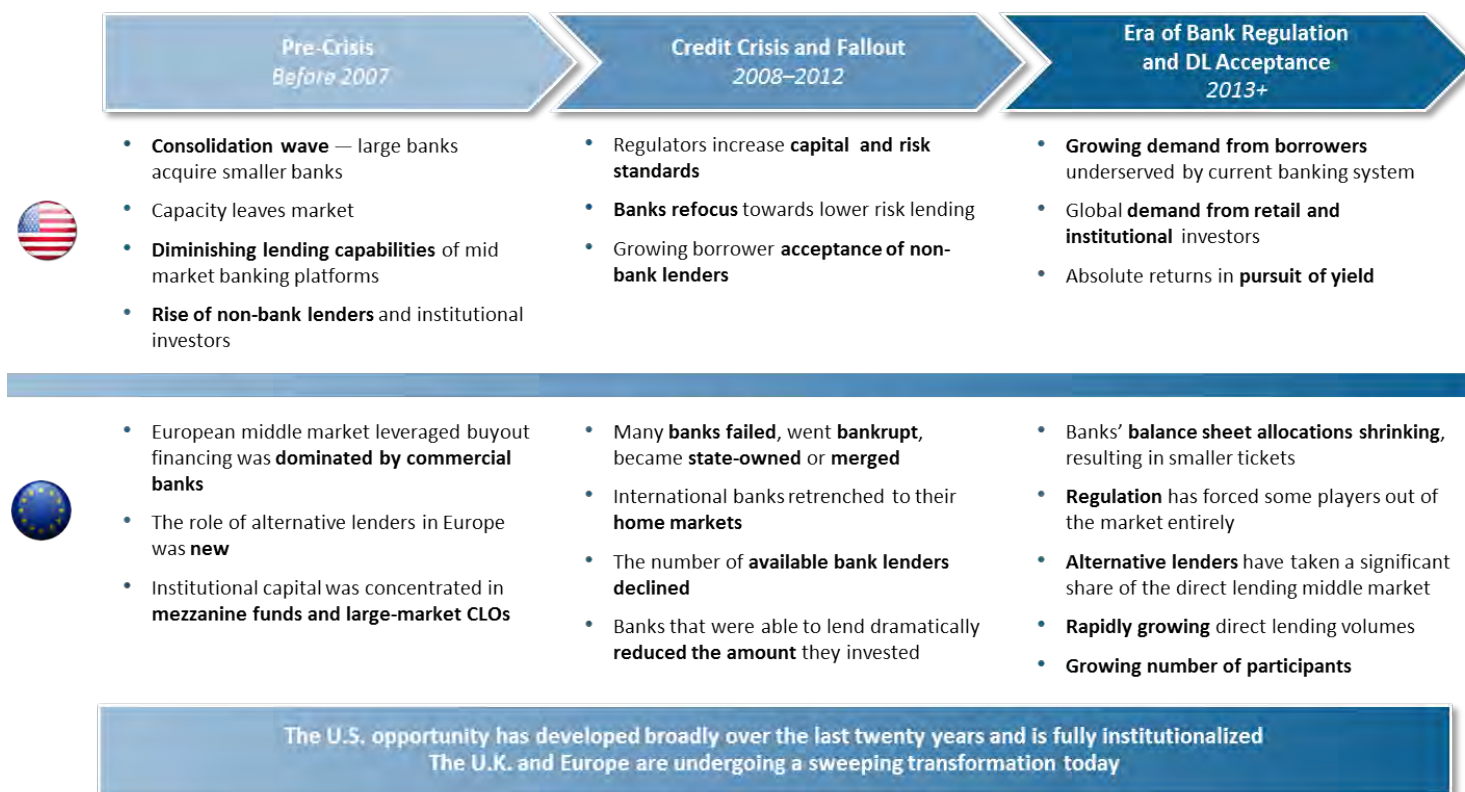 Pre-Crisis
Before 2007
Credit Crisis and Fallout
2008–2012
Era of Bank Regulation
and DL Acceptance
2013+
• Consolidation wave — large banks
acquire smaller banks
• Capacity leaves market
• Diminishing lending capabilities of mid
market banking platforms
• Rise of non-bank lenders and institutional
investors
• Regulators increase capital and risk
standards
• Banks refocus towards lower risk lending
• Growing borrower acceptance of non-
bank lenders
• Growing demand from borrowers
underserved by current banking system
• Global demand from retail and
institutional investors
• Absolute returns in pursuit of yield
• European middle market leveraged buyout
financing was dominated by commercial
banks
• The role of alternative lenders in Europe
was new
• Institutional capital was concentrated in
mezzanine funds and large-market CLOs
• Many banks failed, went bankrupt,
became state-owned or merged
• International banks retrenched to their
home markets
• The number of available bank lenders
declined
• Banks that were able to lend dramatically
reduced the amount they invested
• Banks’ balance sheet allocations shrinking,
resulting in smaller tickets
• Regulation has forced some players out of
the market entirely
• Alternative lenders have taken a significant
share of the direct lending middle market
• Rapidly growing direct lending volumes
• Growing number of participants
The U.S. opportunity has developed broadly over the last twenty years and is fully institutionalized
The U.K. and Europe are undergoing a sweeping transformation today